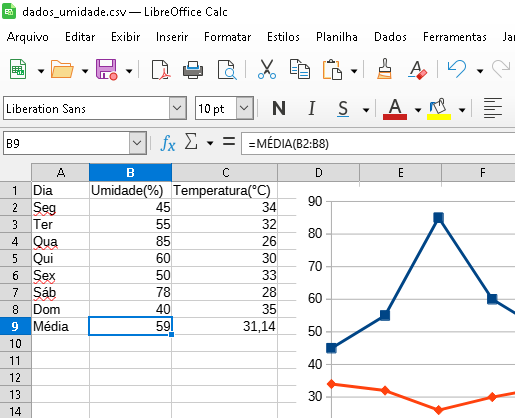 dados_umidade.csv — LibreOffice Calc
Arquivo Editar Exibir Inserir Formatar Estilos Planilha Dados Ferramentas Jar
Liberation Sans 10 pt N I S A
B9 fx Σ = =MÉDIA(B2:B8)
A B C D E F
1 Dia Umidade(%) Temperatura(°C)
2 Seg 45 34
3 Ter 55 32
4 Qua 85 26
5 Qui 60 30
6 Sex 50 33
7 Sáb 78 28
8 Dom 40 35
9 Média 59 31,14
10
11
12
13
14
90
80
70
60
50
40
30